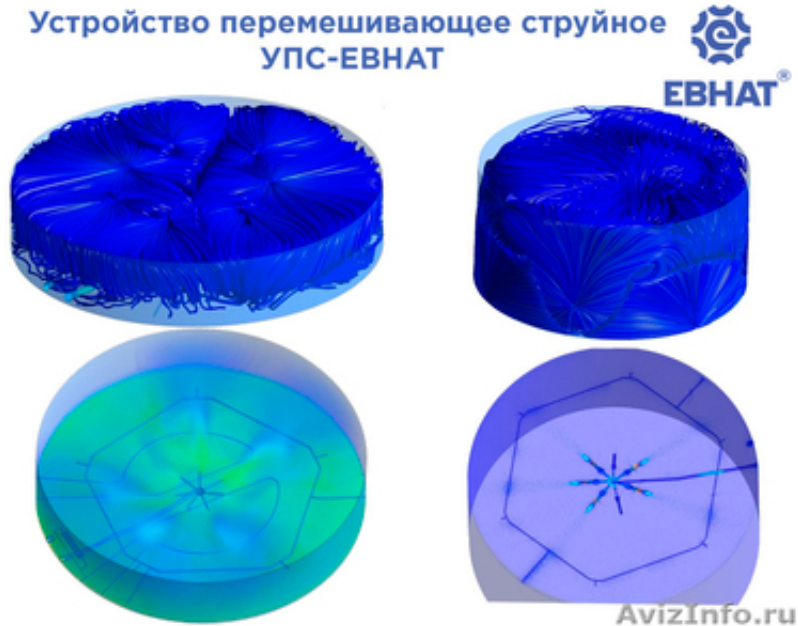 Устройство перемешивающее струйное
УПС-ЕВНАТ
ЕВНАТ®
AvizInfo.ru